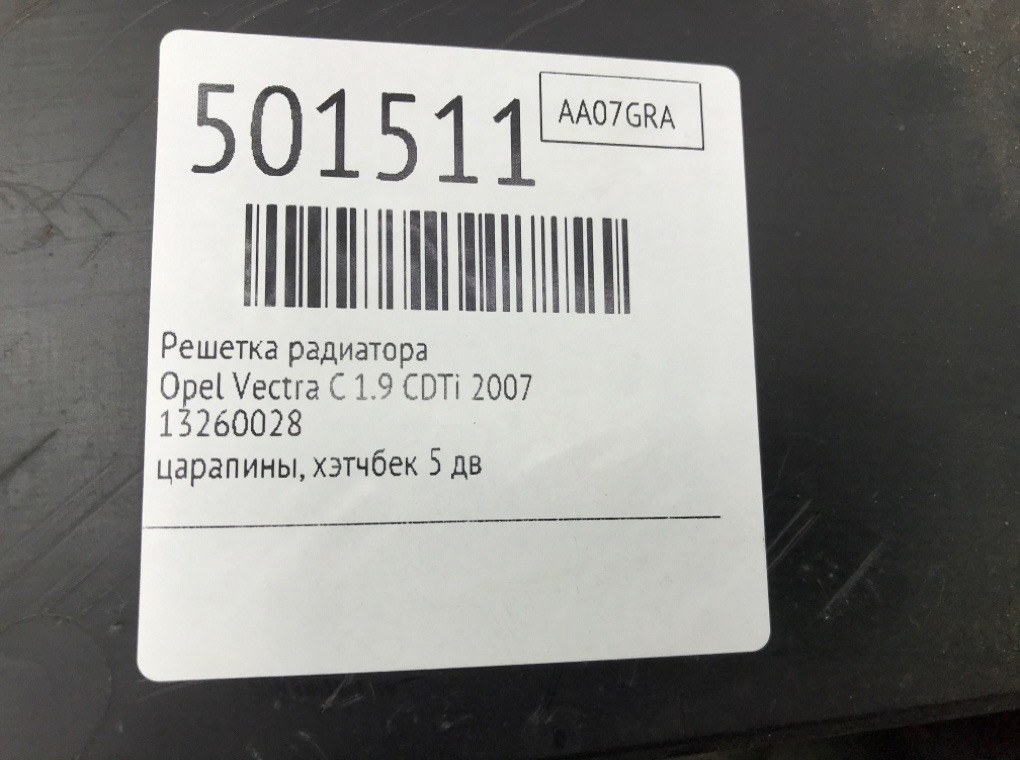 501511
AA07GRA
Решетка радиатора
Opel Vectra C 1.9 CDTi 2007
13260028
царапины, хэтчбек 5 дв